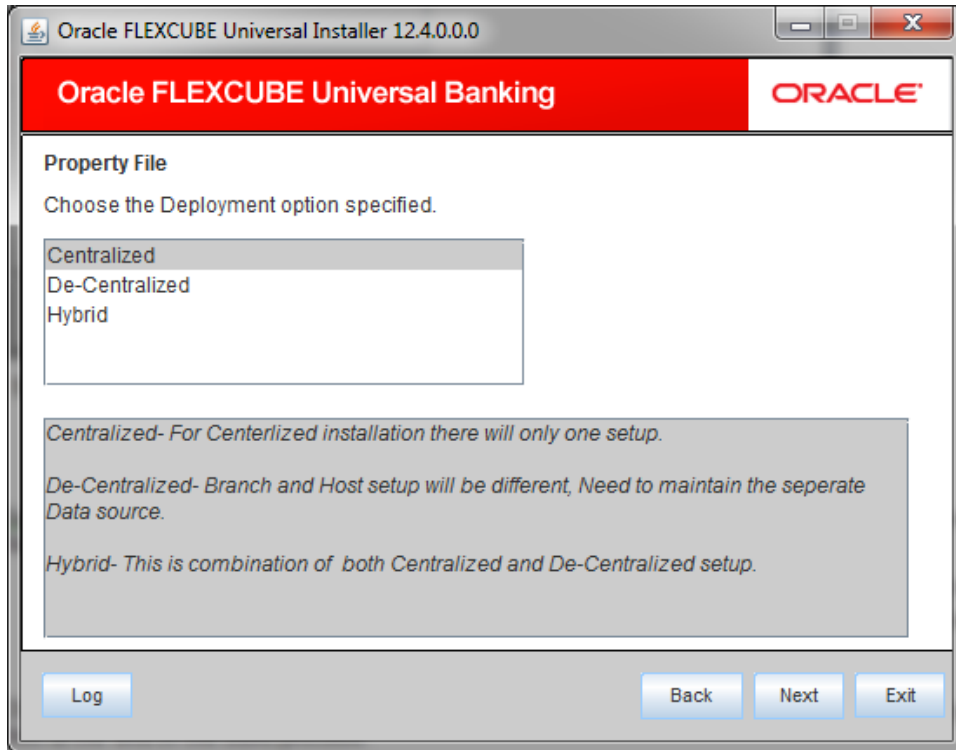 Oracle FLEXCUBE Universal Installer 12.4.0.0.0
Oracle FLEXCUBE Universal Banking
ORACLE
Property File
Choose the Deployment option specified.
Centralized
De-Centralized
Hybrid
Centralized- For Centerlized installation there will only one setup.
De-Centralized- Branch and Host setup will be different, Need to maintain the seperate
Data source.
Hybrid- This is combination of both Centralized and De-Centralized setup.
Log
Back
Next
Exit